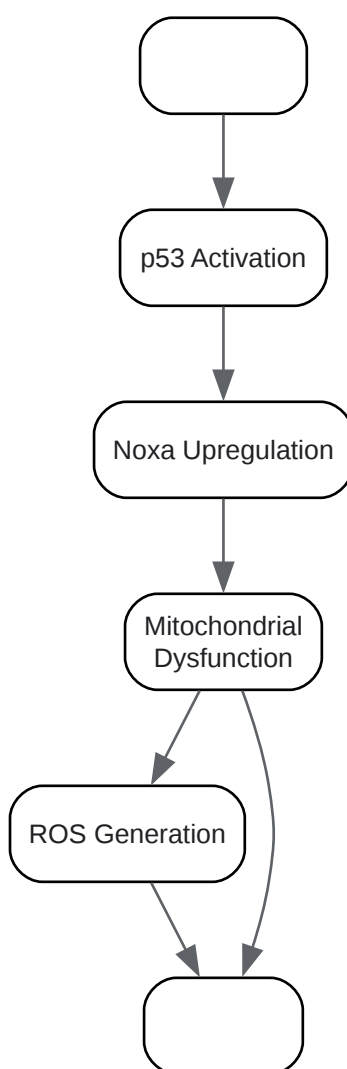 p53 Activation
Noxa Upregulation
Mitochondrial
Dysfunction
ROS Generation